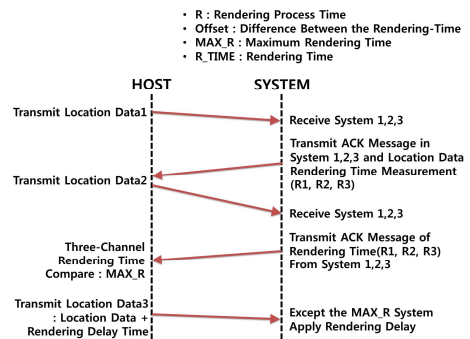 • R : Rendering Process Time
• Offset : Difference Between the Rendering-Time
• MAX_R : Maximum Rendering Time
• R_TIME : Rendering Time
HOST
SYSTEM
Transmit Location Data1
Receive System 1,2,3
Transmit ACK Message in
System 1,2,3 and Location Data
Rendering Time Measurement
(R1, R2, R3)
Transmit Location Data2
Receive System 1,2,3
Three-Channel
Rendering Time +
Compare : MAX_R
Transmit ACK Message of
Rendering Time(R1, R2, R3)
From System 1,2,3
Transmit Location Data3
: Location Data +
Rendering Delay Time
Except the MAX_R System
Apply Rendering Delay